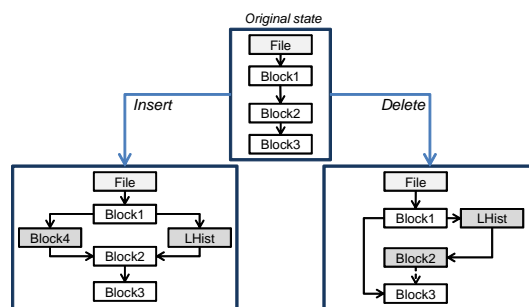 Original state
File
Block1
Block2
Block3
Insert
Delete
File
Block1
Block4
LHist
Block2
Block3
File
Block1
LHist
Block2
Block3